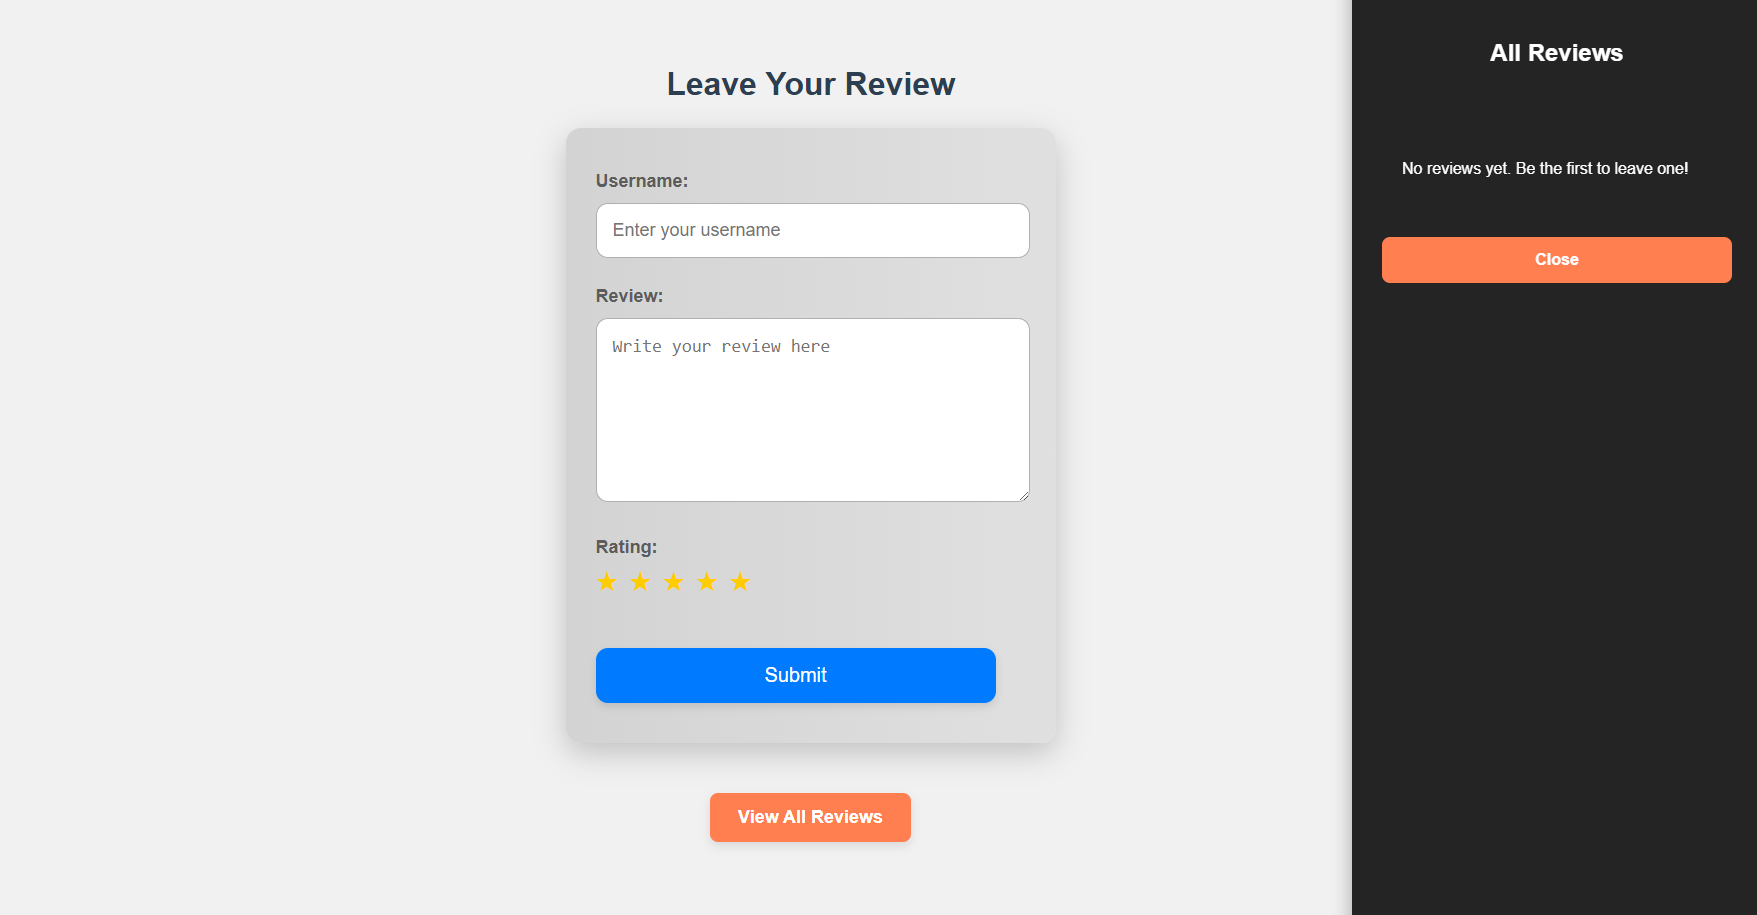 Leave Your Review
Username:
Enter your username
Review:
Write your review here
Rating:
★ ★ ★ ★ ★
Submit
View All Reviews
All Reviews
No reviews yet. Be the first to leave one!
Close